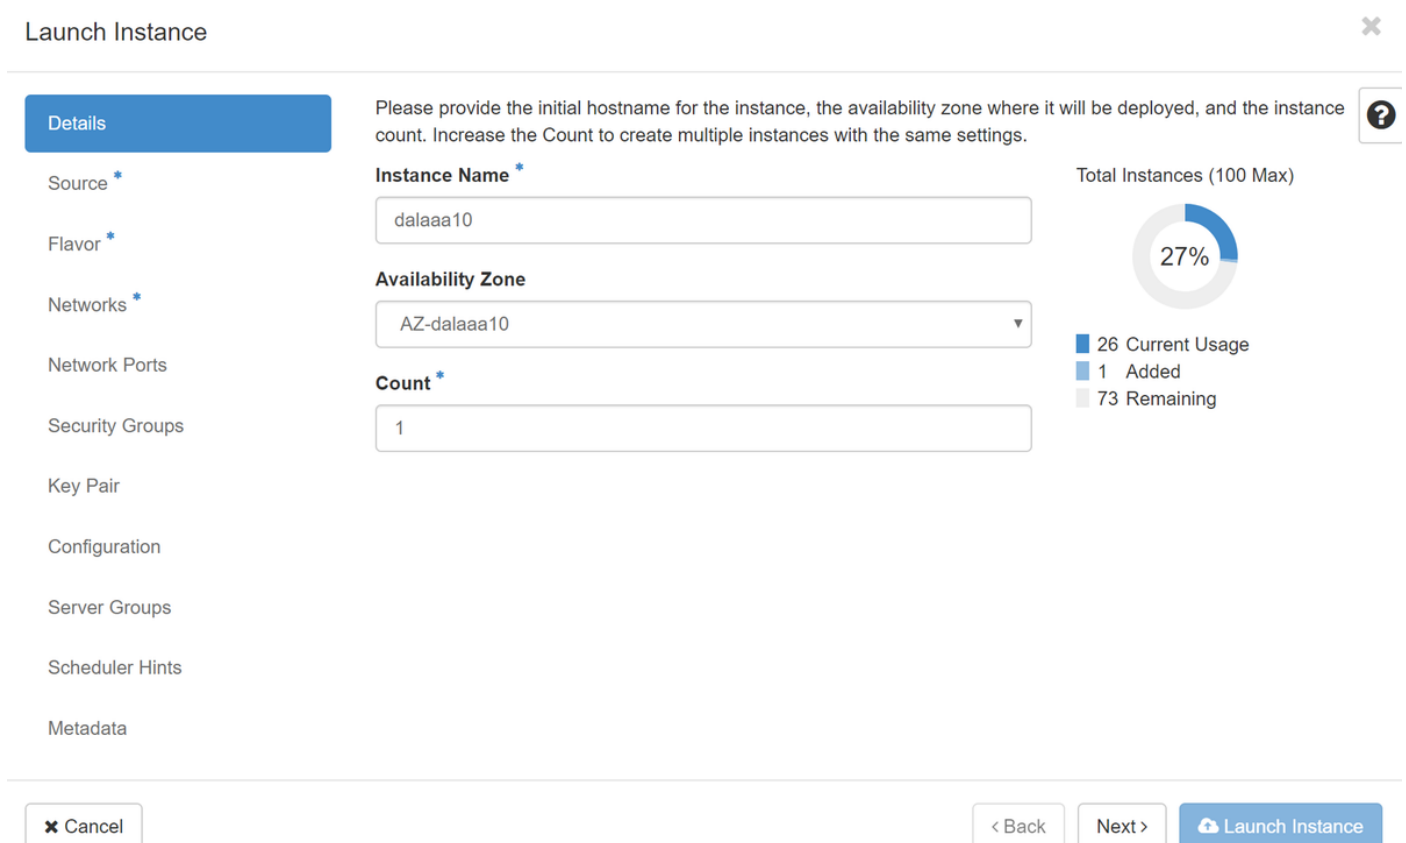 Launch Instance
Details
Source *
Flavor *
Networks *
Network Ports
Security Groups
Key Pair
Configuration
Server Groups
Scheduler Hints
Metadata
Please provide the initial hostname for the instance, the availability zone where it will be deployed, and the instance
count. Increase the Count to create multiple instances with the same settings.
Instance Name *
dalaaa10
Availability Zone
AZ-dalaaa10
Count *
1
Total Instances (100 Max)
27%
26 Current Usage
1 Added
73 Remaining
Cancel
< Back
Next >
Launch Instance